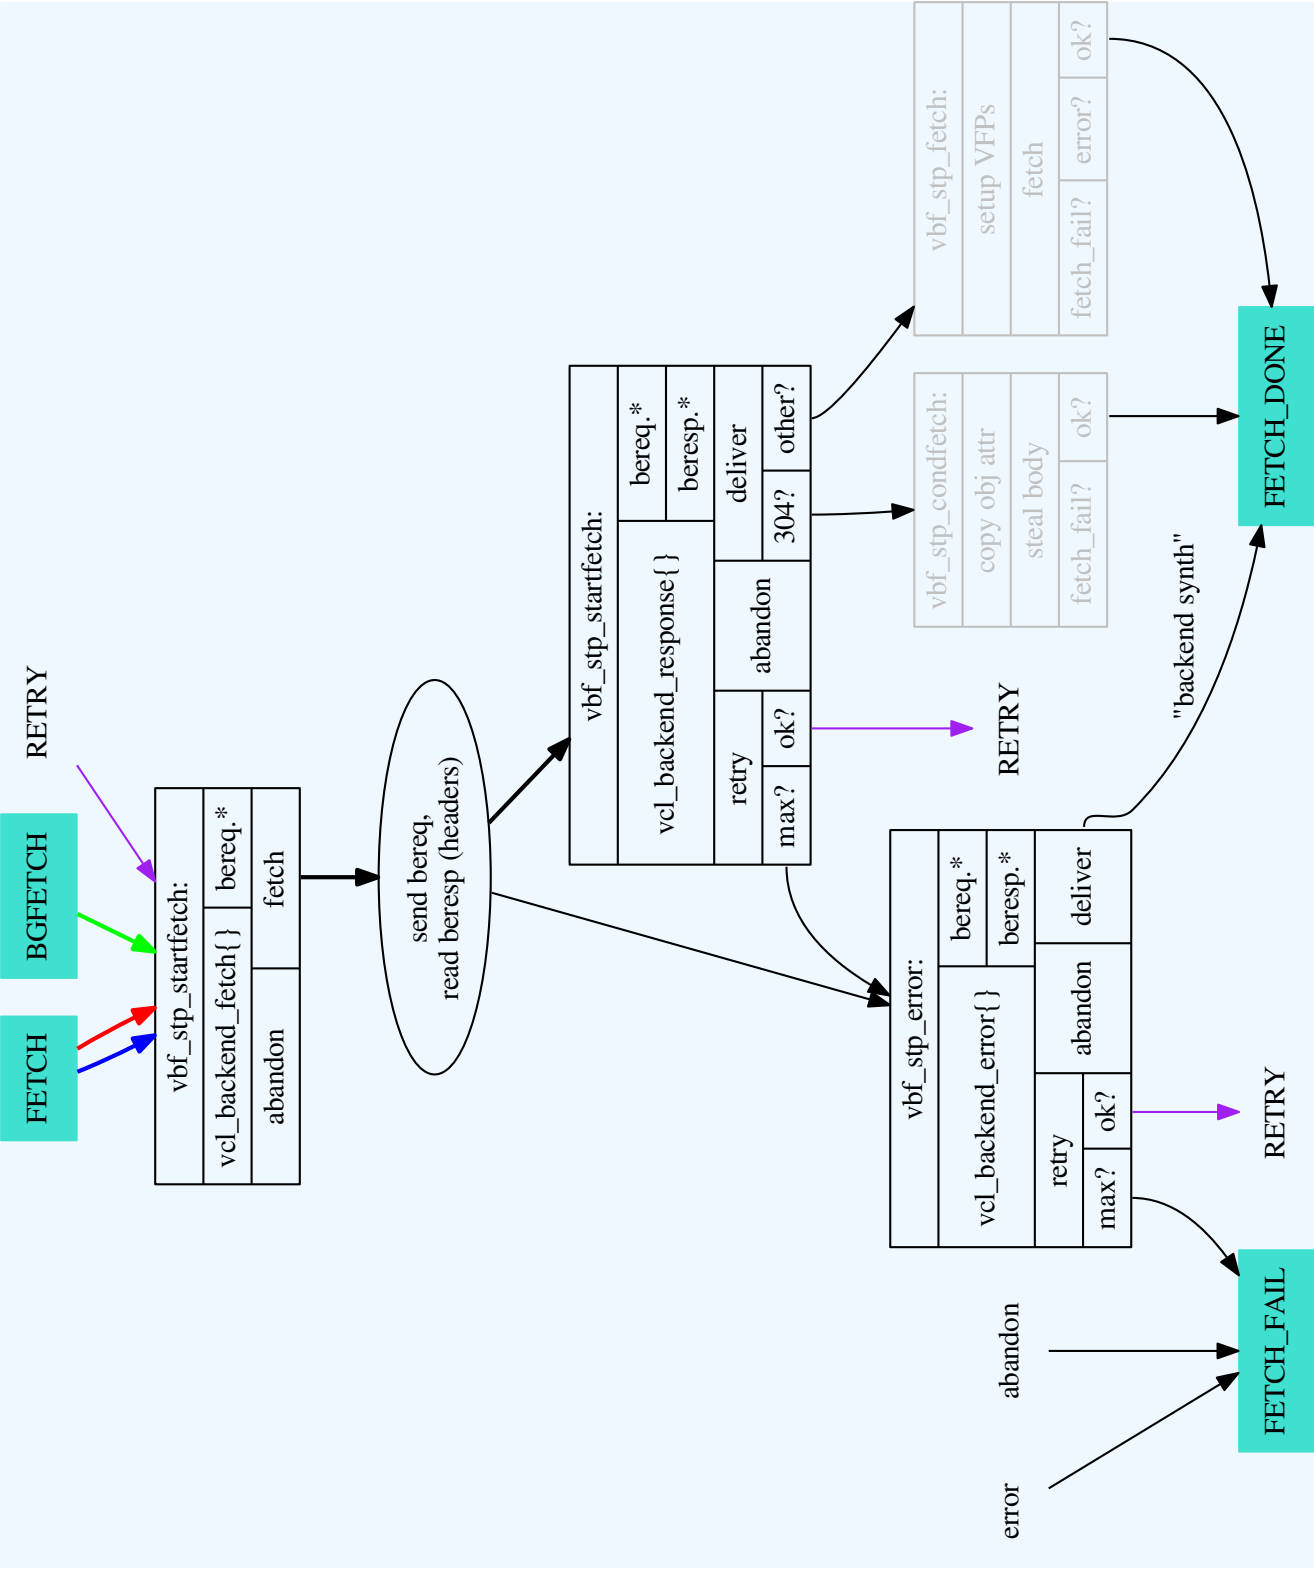 RETRY
BGFETCH
FETCH
vbf_stp_startfetch:
vcl_backend_fetch{}
bereq.*
abandon
fetch
send bereq,
read beresp (headers)
vbf_stp_startfetch:
vcl_backend_response{}
bereq.*
beresp.*
retry
max?
ok?
abandon
deliver
304?
other?
vbf_stp_fetch:
setup VFPs
fetch
fetch_fail?
error?
ok?
vbf_stp_condfetch:
copy obj attr
steal body
fetch_fail?
ok?
RETRY
vbf_stp_error:
vcl_backend_error{}
bereq.*
beresp.*
retry
max?
ok?
abandon
deliver
"backend synth"
FETCH_DONE
RETRY
abandon
error
FETCH_FAIL